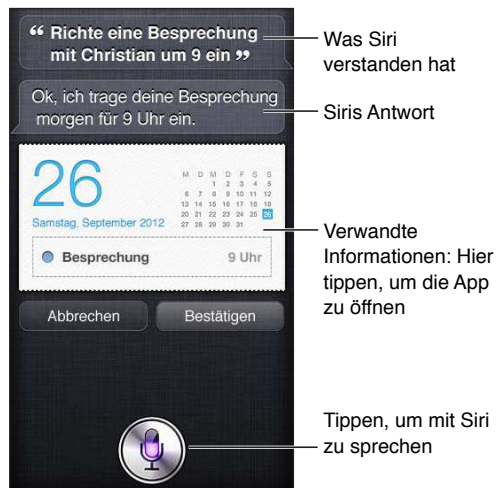 “ Richte eine Besprechung
mit Christian um 9 ein ”
Ok, ich trage deine Besprechung
morgen für 9 Uhr ein.
26
Samstag, September 2012
M D M D F S S
1 2 3 4 5
6 7 8 9 10 11 12
13 14 15 16 17 18 19
20 21 22 23 24 25 26
27 28 29 30 31
Besprechung 9 Uhr
Abbrechen Bestätigen
Was Siri
verstanden hat
Siris Antwort
Verwandte
Informationen: Hier
tippen, um die App
zu öffnen
Tippen, um mit Siri
zu sprechen